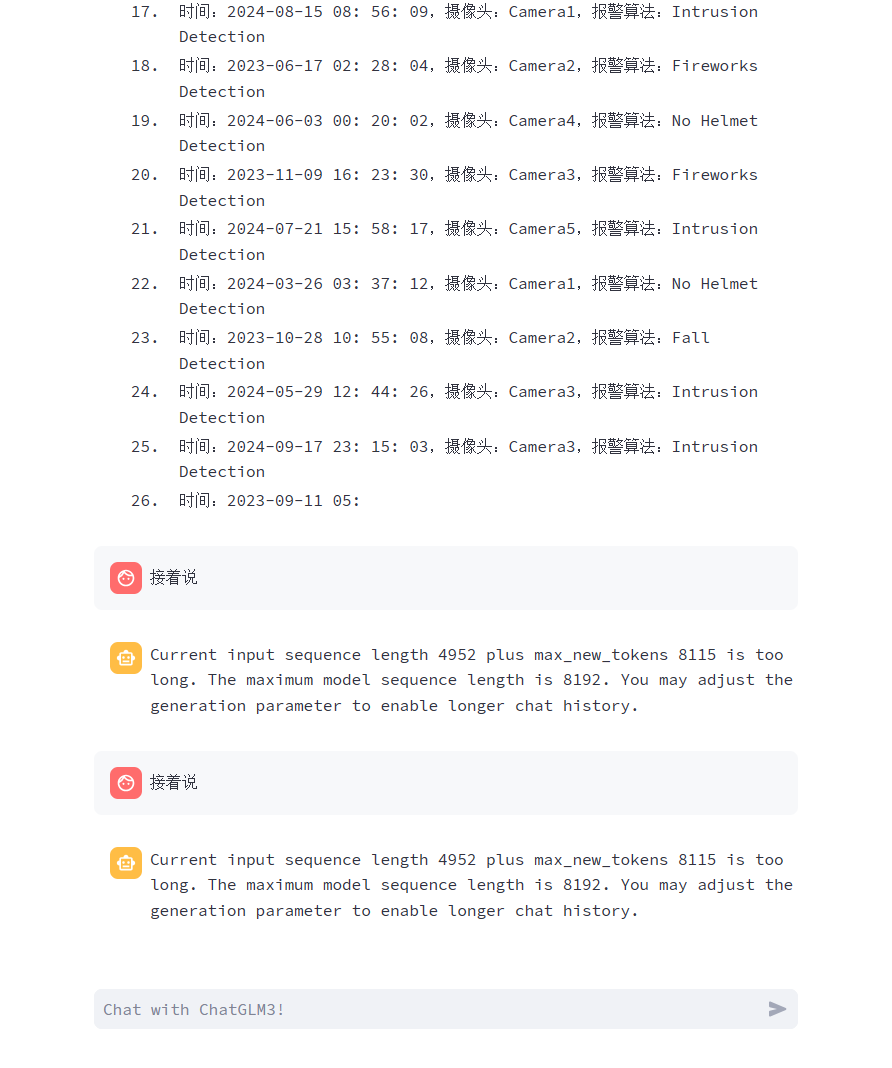 17. 时间：2024-08-15 08: 56: 09，摄像头：Camera1，报警算法：Intrusion
Detection
18. 时间：2023-06-17 02: 28: 04，摄像头：Camera2，报警算法：Fireworks
Detection
19. 时间：2024-06-03 00: 20: 02，摄像头：Camera4，报警算法：No Helmet
Detection
20. 时间：2023-11-09 16: 23: 30，摄像头：Camera3，报警算法：Fireworks
Detection
21. 时间：2024-07-21 15: 58: 17，摄像头：Camera5，报警算法：Intrusion
Detection
22. 时间：2024-03-26 03: 37: 12，摄像头：Camera1，报警算法：No Helmet
Detection
23. 时间：2023-10-28 10: 55: 08，摄像头：Camera2，报警算法：Fall
Detection
24. 时间：2024-05-29 12: 44: 26，摄像头：Camera3，报警算法：Intrusion
Detection
25. 时间：2024-09-17 23: 15: 03，摄像头：Camera3，报警算法：Intrusion
Detection
26. 时间：2023-09-11 05:
接着说
Current input sequence length 4952 plus max_new_tokens 8115 is too
long. The maximum model sequence length is 8192. You may adjust the
generation parameter to enable longer chat history.
接着说
Current input sequence length 4952 plus max_new_tokens 8115 is too
long. The maximum model sequence length is 8192. You may adjust the
generation parameter to enable longer chat history.
Chat with ChatGLM3!